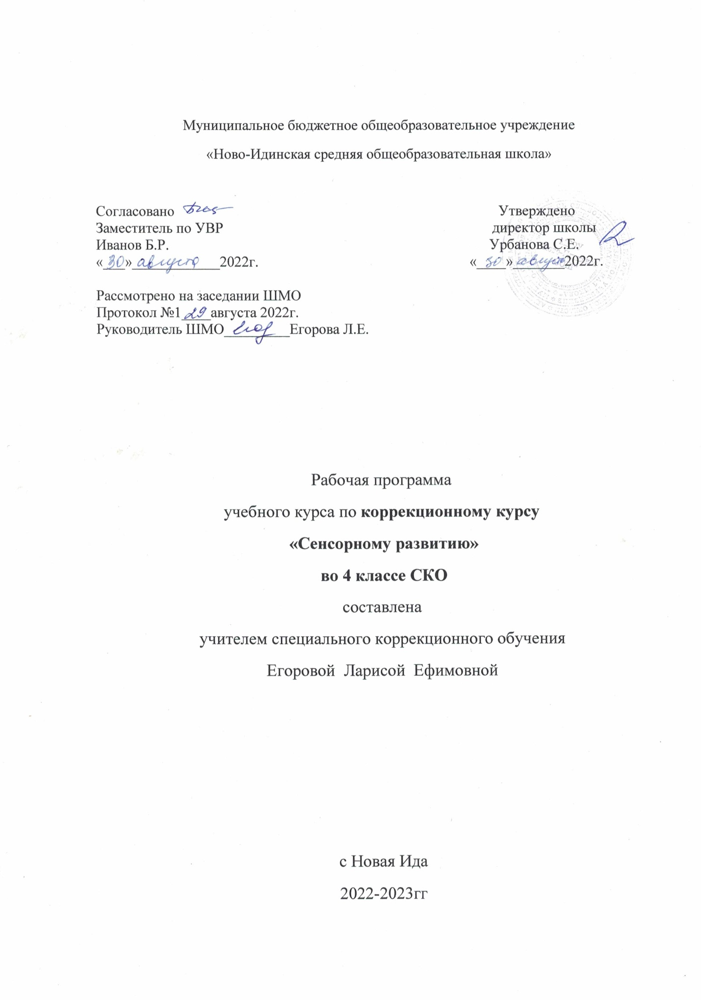 Муниципальное бюджетное общеобразовательное учреждение
«Ново-Идинская средняя общеобразовательная школа»
Согласовано
Утверждено
Заместитель по УВР
директор школы
Иванов Б.Р.
Урбанова С.Е.
«30» августа 2022г.
«30» августа 2022г.
Рассмотрено на заседании ШМО
Протокол №1 29 августа 2022г.
Руководитель ШМО__________Егорова Л.Е.
Рабочая программа
учебного курса по коррекционному курсу
«Сенсорному развитию»
во 4 классе СКО
составлена
учителем специального коррекционного обучения
Егоровой Ларисой Ефимовной
с Новая Ида
2022-2023гг